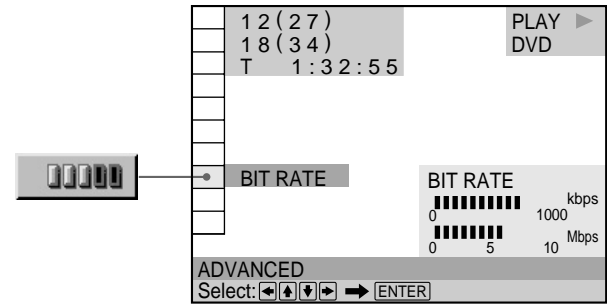 12(27)
18(34)
T 1:32:55
PLAY ►
DVD
BIT RATE
BIT RATE
kbps
0 1000
Mbps
0 5 10
ADVANCED
Select: ENTER